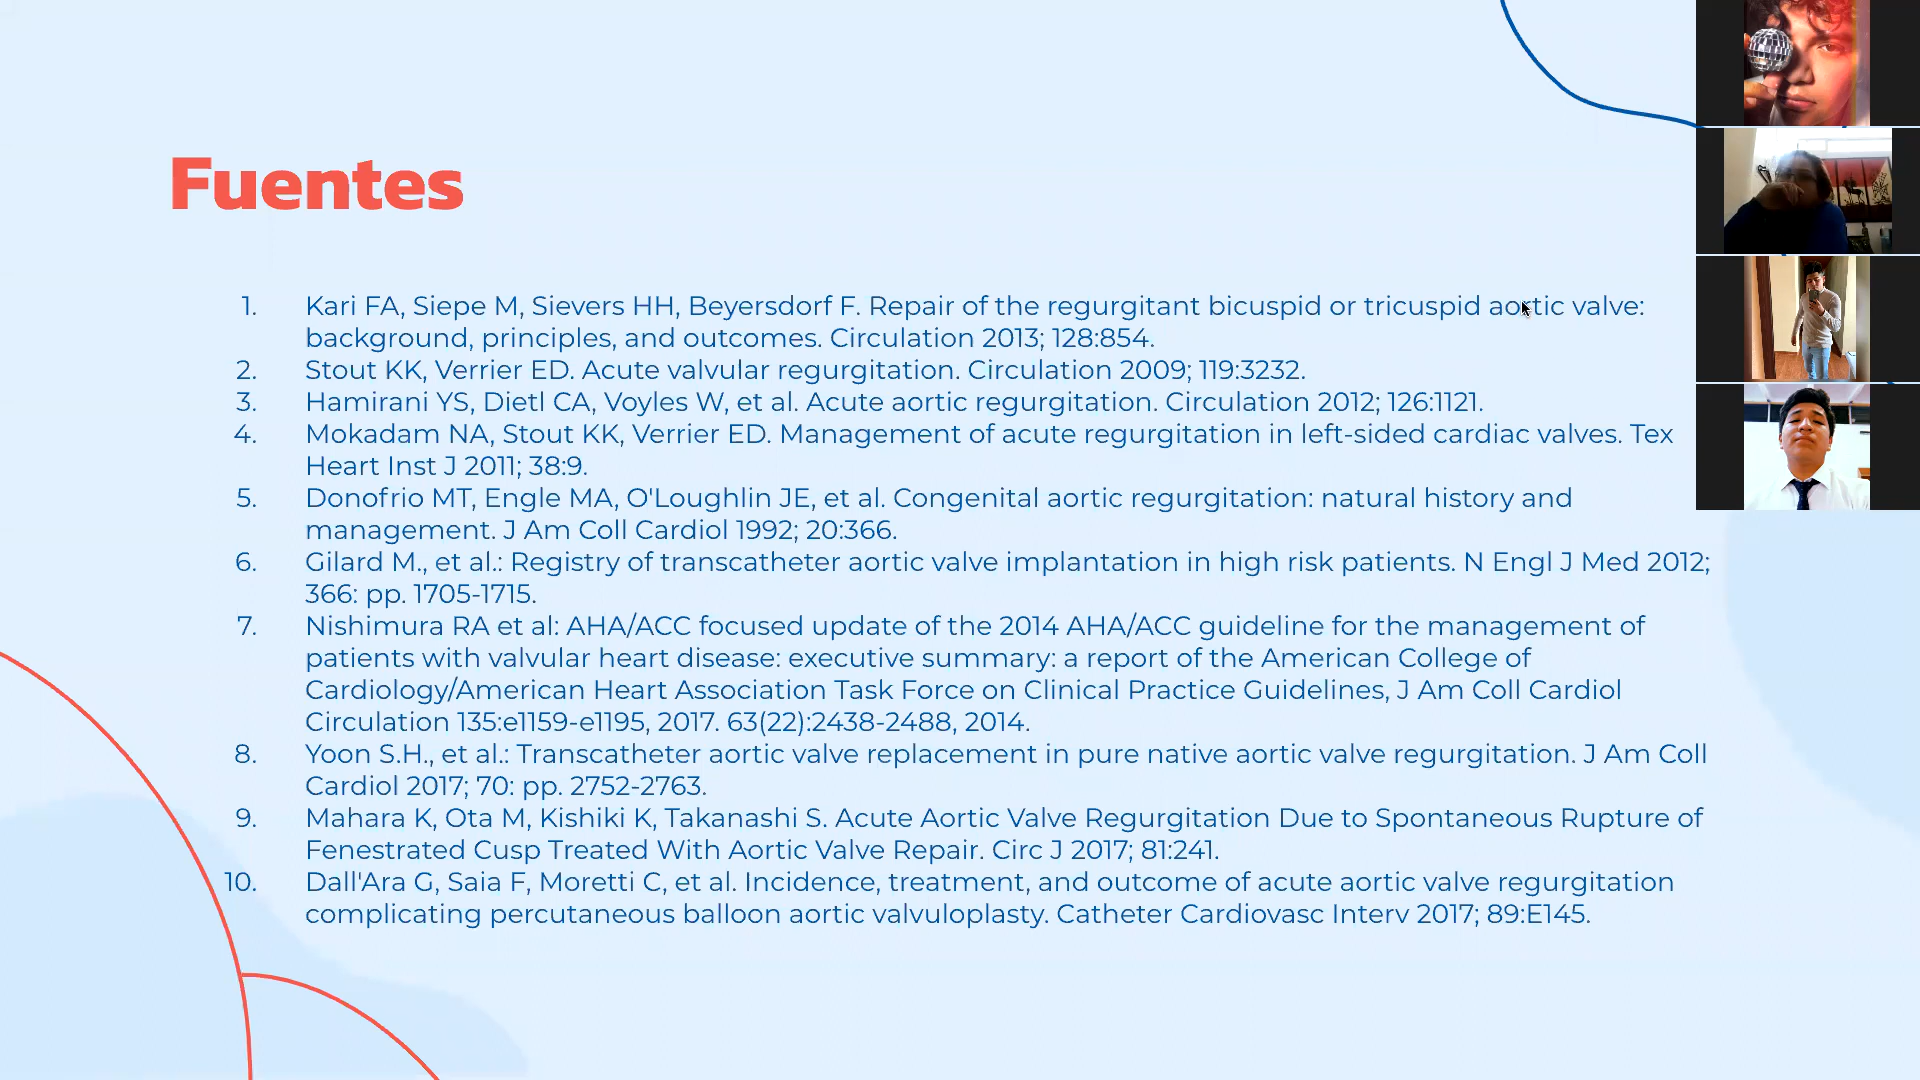 Fuentes
1. Kari FA, Siepe M, Sievers HH, Beyersdorf F. Repair of the regurgitant bicuspid or tricuspid aortic valve:
background, principles, and outcomes. Circulation 2013; 128:854.
2. Stout KK, Verrier ED. Acute valvular regurgitation. Circulation 2009; 119:3232.
3. Hamirani YS, Dietl CA, Voyles W, et al. Acute aortic regurgitation. Circulation 2012; 126:1121.
4. Mokadam NA, Stout KK, Verrier ED. Management of acute regurgitation in left-sided cardiac valves. Tex
Heart Inst J 2011; 38:9.
5. Donofrio MT, Engle MA, O'Loughlin JE, et al. Congenital aortic regurgitation: natural history and
management. J Am Coll Cardiol 1992; 20:366.
6. Gilard M., et al.: Registry of transcatheter aortic valve implantation in high risk patients. N Engl J Med 2012;
366: pp. 1705-1715.
7. Nishimura RA et al: AHA/ACC focused update of the 2014 AHA/ACC guideline for the management of
patients with valvular heart disease: executive summary: a report of the American College of
Cardiology/American Heart Association Task Force on Clinical Practice Guidelines, J Am Coll Cardiol
Circulation 135:e1159-e1195, 2017. 63(22):2438-2488, 2014.
8. Yoon S.H., et al.: Transcatheter aortic valve replacement in pure native aortic valve regurgitation. J Am Coll
Cardiol 2017; 70: pp. 2752-2763.
9. Mahara K, Ota M, Kishiki K, Takanashi S. Acute Aortic Valve Regurgitation Due to Spontaneous Rupture of
Fenestrated Cusp Treated With Aortic Valve Repair. Circ J 2017; 81:241.
10. Dall'Ara G, Saia F, Moretti C, et al. Incidence, treatment, and outcome of acute aortic valve regurgitation
complicating percutaneous balloon aortic valvuloplasty. Catheter Cardiovasc Interv 2017; 89:E145.